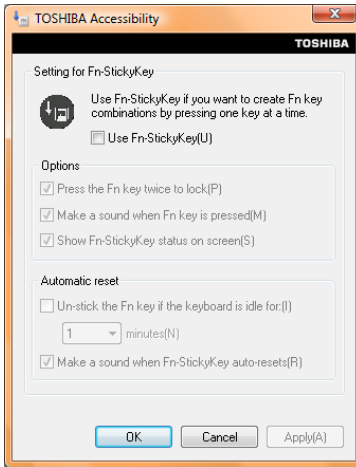 TOSHIBA Accessibility
TOSHIBA
Setting for Fn-StickyKey
Use Fn-StickyKey if you want to create Fn key
combinations by pressing one key at a time.
Use Fn-StickyKey(U)
Options
Press the Fn key twice to lock(P)
Make a sound when Fn key is pressed(M)
Show Fn-StickyKey status on screen(S)
Automatic reset
Un-stick the Fn key if the keyboard is idle for:(I)
1 minutes(N)
Make a sound when Fn-StickyKey auto-resets(R)
OK Cancel Apply(A)